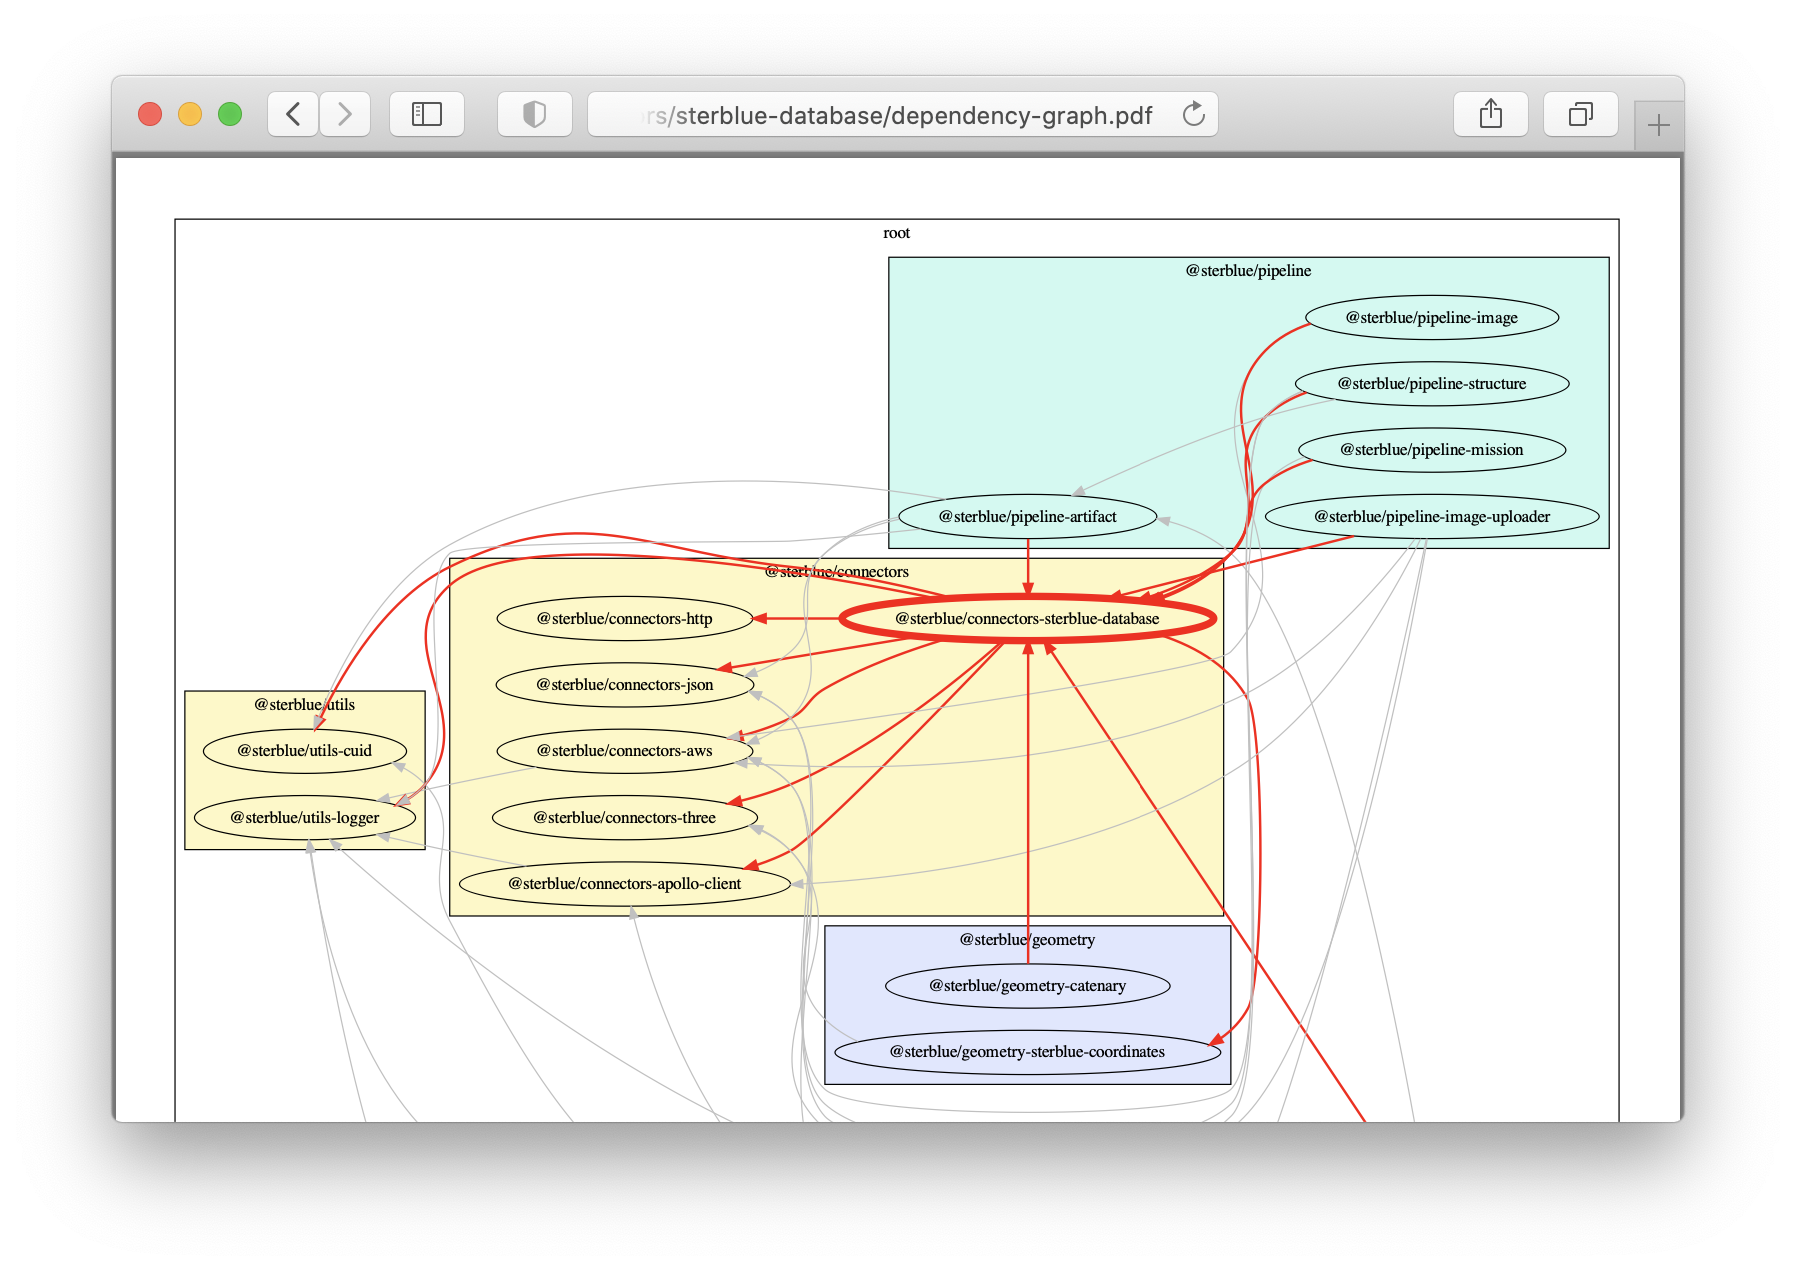 rs/sterblue-database/dependency-graph.pdf
root
@sterblue/pipeline
@sterblue/pipeline-image
@sterblue/pipeline-structure
@sterblue/pipeline-mission
@sterblue/pipeline-artifact
@sterblue/pipeline-image-uploader
@sterblue/connectors
@sterblue/connectors-http
@sterblue/connectors-sterblue-database
@sterblue/connectors-json
@sterblue/utils
@sterblue/utils-cuid
@sterblue/connectors-aws
@sterblue/utils-logger
@sterblue/connectors-three
@sterblue/connectors-apollo-client
@sterblue/geometry
@sterblue/geometry-catenary
@sterblue/geometry-sterblue-coordinates